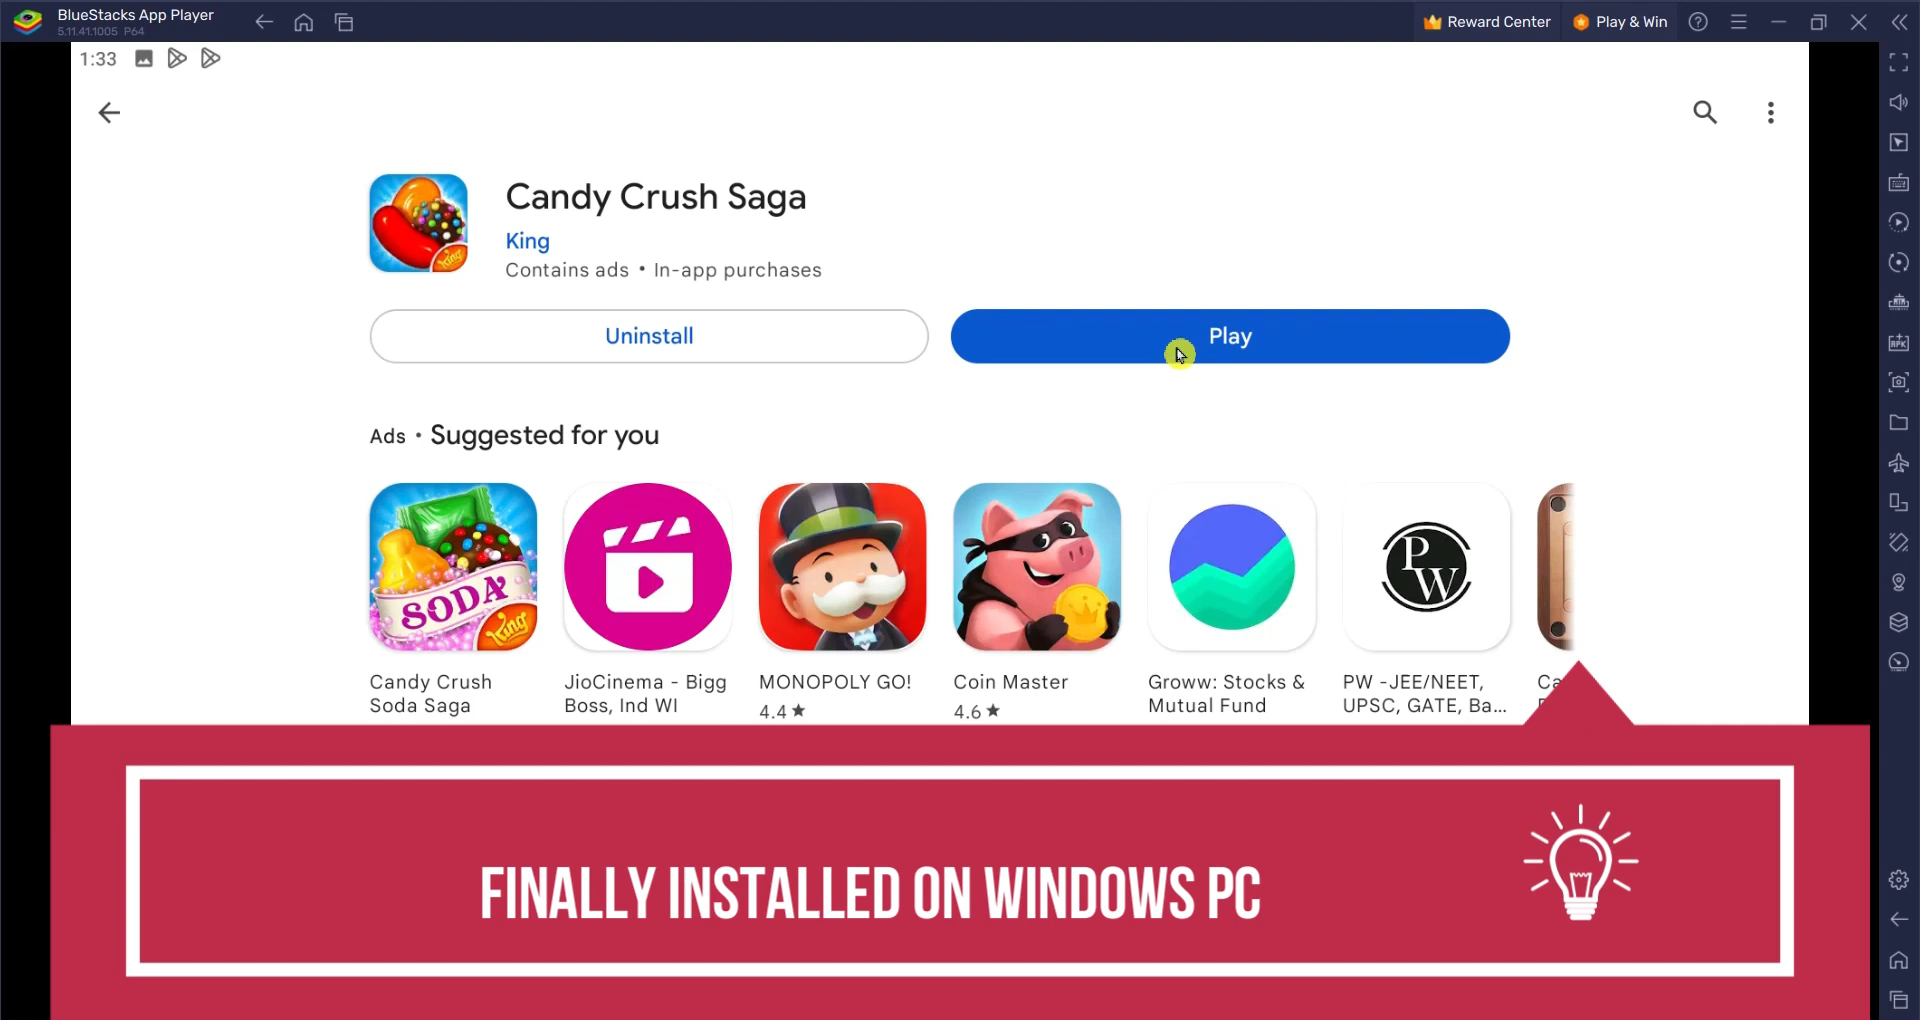 BlueStacks App Player
5.11.41.1005 P64
Reward Center
Play & Win
1:33
Candy Crush Saga
King
Contains ads • In-app purchases
Uninstall
Play
Ads • Suggested for you
SODA
King
PW
Candy Crush
Soda Saga
JioCinema - Bigg
Boss, Ind WI
MONOPOLY GO!
4.4★
Coin Master
4.6★
Groww: Stocks &
Mutual Fund
PW -JEE/NEET,
UPSC, GATE, Ba...
FINALLY INSTALLED ON WINDOWS PC